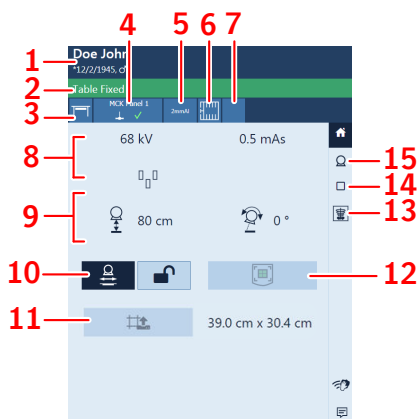 4 5 6 7
1 Doe John
*12/2/1945, ♂
2 Table Fixed
3 MCK Panel 1 2mmAl
8 68 kV 0.5 mAs
15
14
9 80 cm 0 ° 13
10 12
11 39.0 cm x 30.4 cm